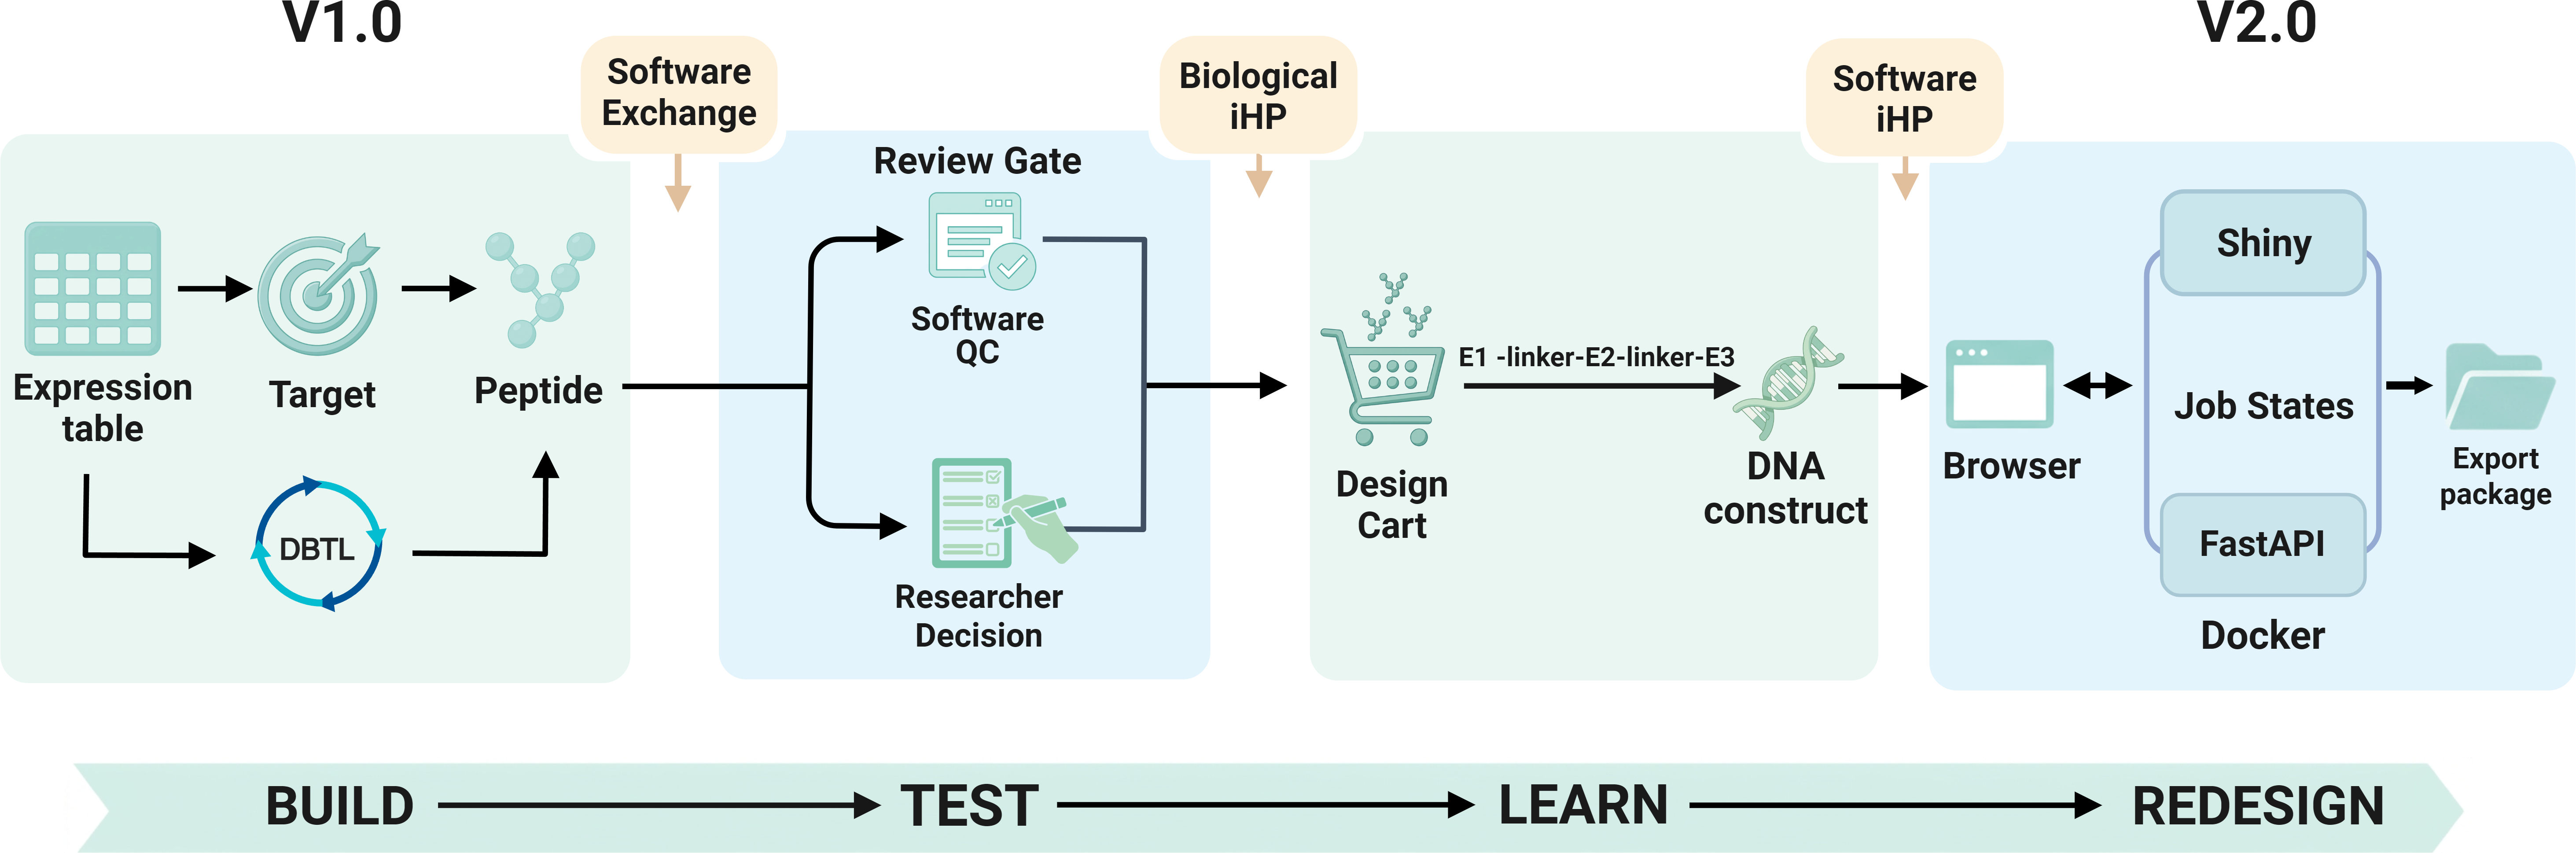 V1.0
V2.0
Software
Exchange
Biological
iHP
Software
iHP
Expression
table
Target
Peptide
DBTL
Review Gate
Software
QC
Researcher
Decision
Design
Cart
E1 -linker-E2-linker-E3
DNA
construct
Browser
Shiny
Job States
FastAPI
Docker
Export
package
BUILD
TEST
LEARN
REDESIGN